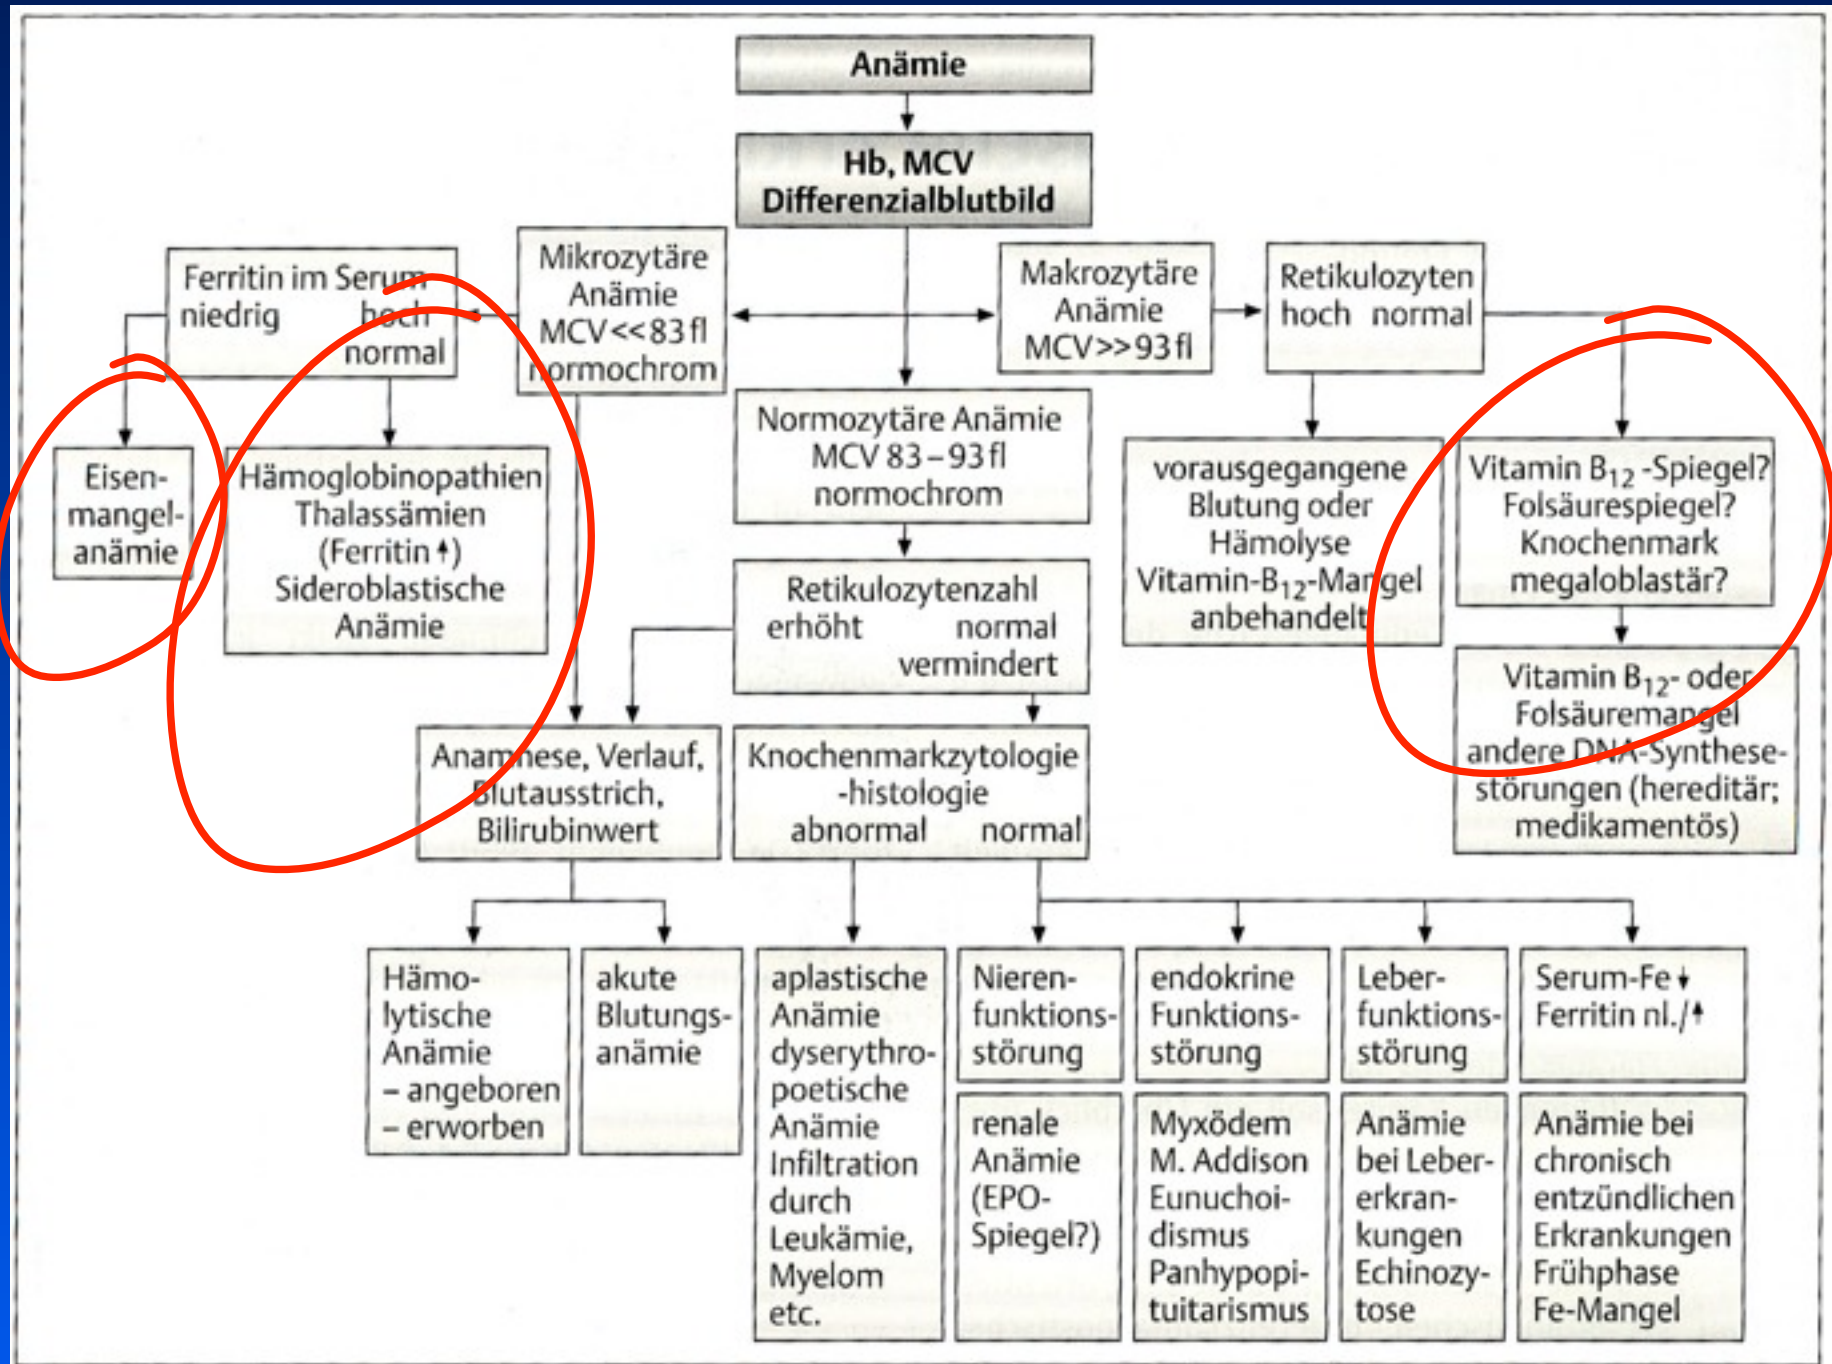 Anämie
Hb, MCV
Differenzialblutbild
Ferritin im Serum
niedrig hoch
normal
Mikrozytäre
Anämie
MCV<<83 fl
normochrom
Makrozytäre
Anämie
MCV>>93 fl
Retikulozyten
hoch normal
Eisen-
mangel-
anämie
Hämoglobinopathien
Thalassämien
(Ferritin ↑)
Sideroblastische
Anämie
Normozytäre Anämie
MCV 83–93 fl
normochrom
vorausgegangene
Blutung oder
Hämolyse
Vitamin-B₁₂-Mangel
anbehandelt
Vitamin B₁₂ -Spiegel?
Folsäurespiegel?
Knochenmark
megaloblastär?
Retikulozytenzahl
erhöht normal
vermindert
Vitamin B₁₂- oder
Folsäuremangel
andere DNA-Synthese-
störungen (hereditär;
medikamentös)
Anamnese, Verlauf,
Blutausstrich,
Bilirubinwert
Knochenmarkzytologie
-histologie
abnormal normal
Hämo-
lytische
Anämie
– angeboren
– erworben
akute
Blutungs-
anämie
aplastische
Anämie
dyserythro-
poetische
Anämie
Infiltration
durch
Leukämie,
Myelom
etc.
Nieren-
funktions-
störung
renale
Anämie
(EPO-
Spiegel?)
endokrine
Funktions-
störung
Myxödem
M. Addison
Eunuchoi-
dismus
Panhypopi-
tuitarismus
Leber-
funktions-
störung
Anämie
bei Leber-
erkran-
kungen
Echinozy-
tose
Serum-Fe ↓
Ferritin nl./↑
Anämie bei
chronisch
entzündlichen
Erkrankungen
Frühphase
Fe-Mangel